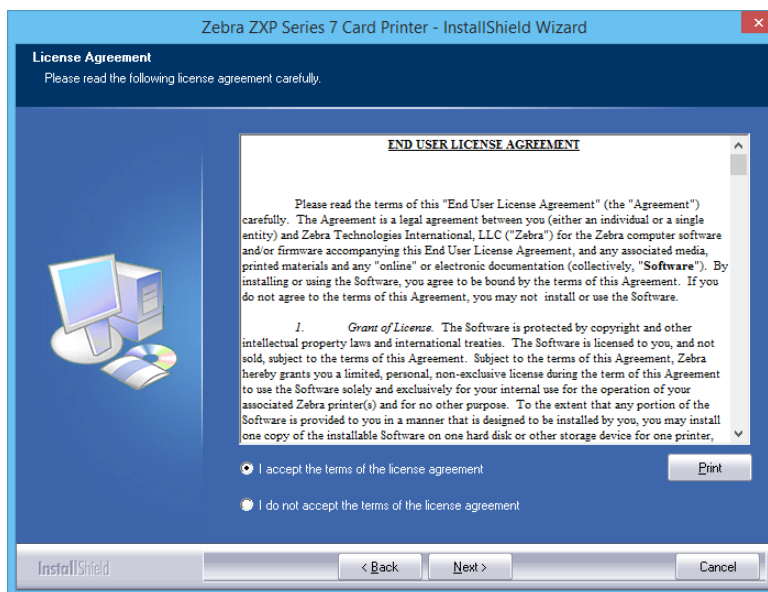 Zebra ZXP Series 7 Card Printer - InstallShield Wizard
License Agreement
Please read the following license agreement carefully.
END USER LICENSE AGREEMENT
Please read the terms of this "End User License Agreement" (the "Agreement")
carefully. The Agreement is a legal agreement between you (either an individual or a single
entity) and Zebra Technologies International, LLC ("Zebra") for the Zebra computer software
and/or firmware accompanying this End User License Agreement, and any associated media,
printed materials and any "online" or electronic documentation (collectively, "Software"). By
installing or using the Software, you agree to be bound by the terms of this Agreement. If you
do not agree to the terms of this Agreement, you may not install or use the Software.
1. Grant of License. The Software is protected by copyright and other
intellectual property laws and international treaties. The Software is licensed to you, and not
sold, subject to the terms of this Agreement. Subject to the terms of this Agreement, Zebra
hereby grants you a limited, personal, non-exclusive license during the term of this Agreement
to use the Software solely and exclusively for your internal use for the operation of your
associated Zebra printer(s) and for no other purpose. To the extent that any portion of the
Software is provided to you in a manner that is designed to be installed by you, you may install
one copy of the installable Software on one hard disk or other storage device for one printer,
I accept the terms of the license agreement
Print
I do not accept the terms of the license agreement
InstallShield
< Back
Next >
Cancel